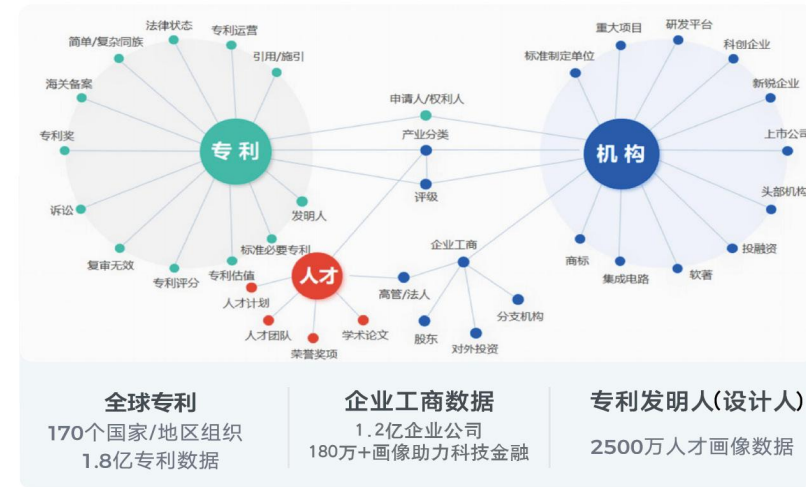 法律状态
专利运营
简单/复杂同族
引用/施引
海关备案
专利奖
专利
诉讼
发明人
复审无效
标准必要专利
专利评分
专利估值
申请人/权利人
产业分类
评级
重大项目
研发平台
标准制定单位
科创企业
新锐企业
机构
上市公司
头部机构
商标
投融资
集成电路
软著
人才
人才计划
人才团队
荣誉奖项
学术论文
企业工商
高管/法人
股东
对外投资
分支机构
全球专利
170个国家/地区组织
1.8亿专利数据
企业工商数据
1.2亿企业公司
180万+画像助力科技金融
专利发明人(设计人)
2500万人才画像数据